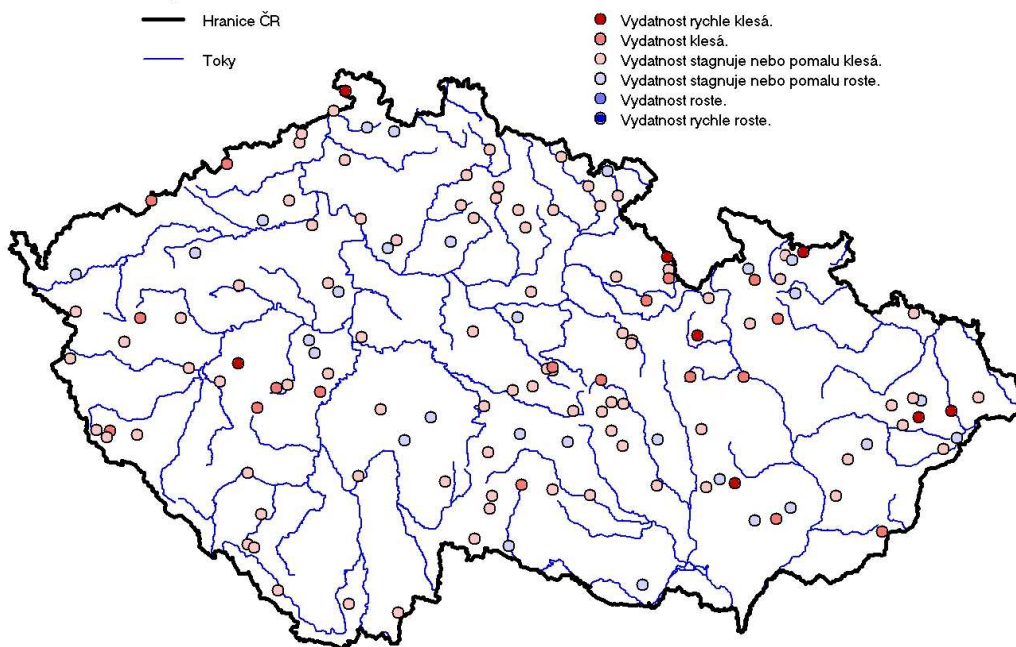 Hranice ČR
Toky
Vydatnost rychle klesá.
Vydatnost klesá.
Vydatnost stagnuje nebo pomalu klesá.
Vydatnost stagnuje nebo pomalu roste.
Vydatnost roste.
Vydatnost rychle roste.